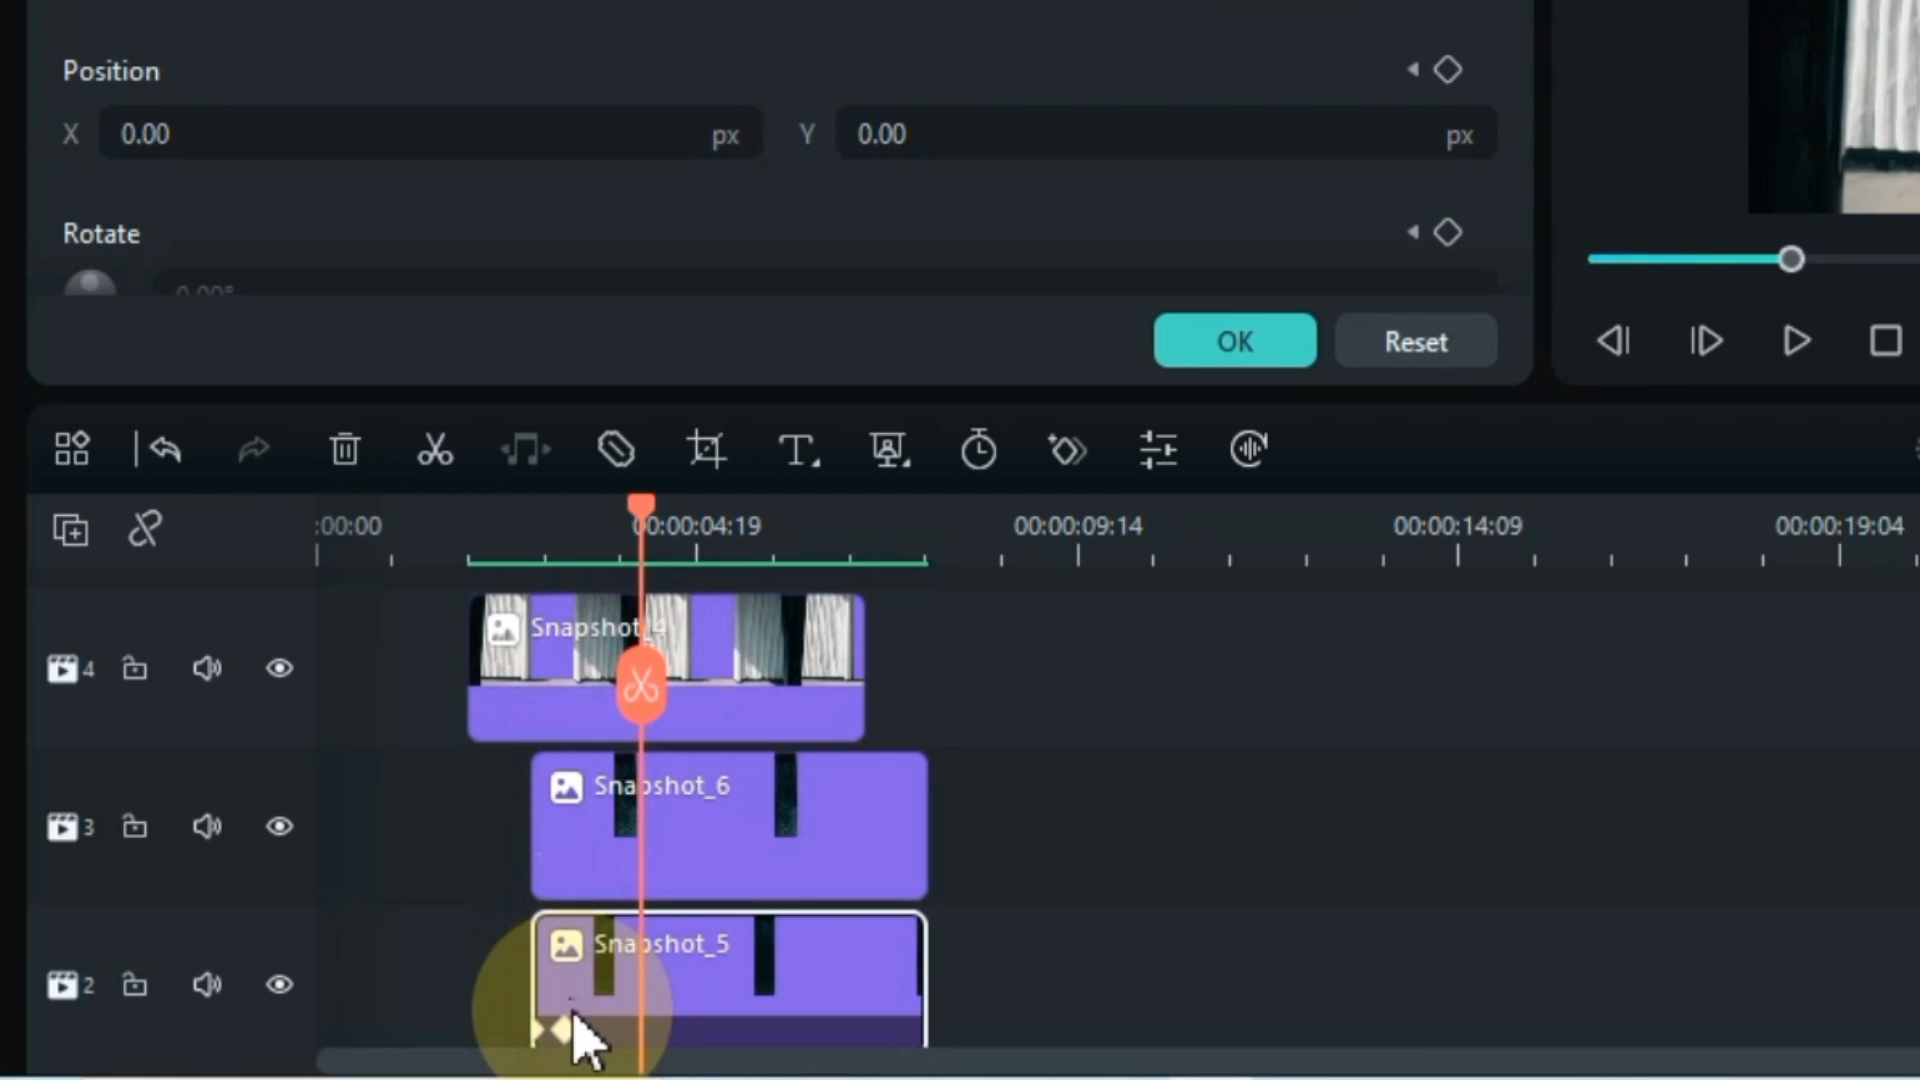 Position
X 0.00 px Y 0.00 px
Rotate
0.00°
OK Reset
:00:00 00:00:04:19 00:00:09:14 00:00:14:09 00:00:19:04
Snapshot_4
4
Snapshot_6
3
Snapshot_5
2